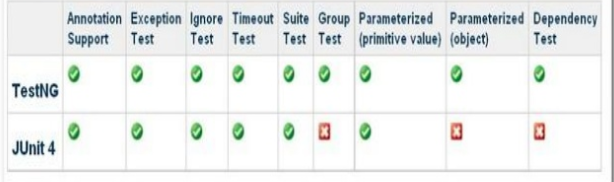 Annotation Support Exception Test Ignore Test Timeout Test Suite Test Group Test Parameterized (primitive value) Parameterized (object) Dependency Test
TestNG
JUnit 4